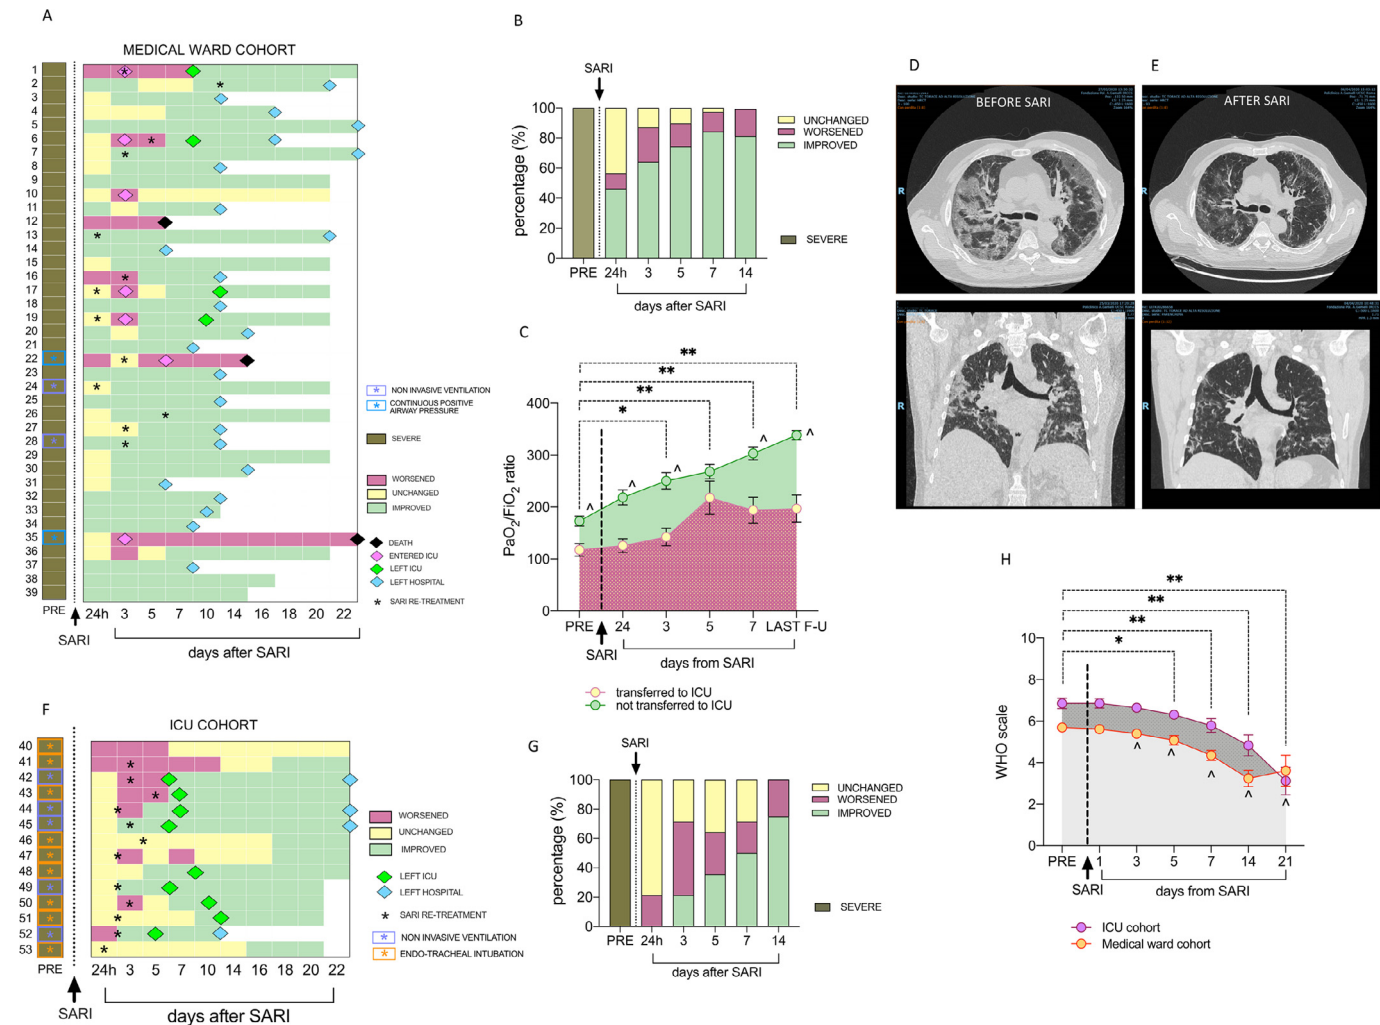 A
MEDICAL WARD COHORT
1
2
3
4
5
6
7
8
9
10
11
12
13
14
15
16
17
18
19
20
21
22
23
24
25
26
27
28
29
30
31
32
33
34
35
36
37
38
39
PRE
24h 3 5 7 10 14 16 18 20 22
SARI
days after SARI
* NON INVASIVE VENTILATION
* CONTINUOUS POSITIVE
AIRWAY PRESSURE
SEVERE
WORSENED
UNCHANGED
IMPROVED
DEATH
ENTERED ICU
LEFT ICU
LEFT HOSPITAL
* SARI RE-TREATMENT
B
SARI
100
80
60
40
20
0
percentage (%)
PRE 24h 3 5 7 14
days after SARI
UNCHANGED
WORSENED
IMPROVED
SEVERE
C
** 
**
**
*
400
300
200
100
0
PaO2/FiO2 ratio
^ ^ ^ ^ ^
PRE 24 3 5 7 LAST F-U
SARI
days from SARI
transferred to ICU
not transferred to ICU
D
BEFORE SARI
R
R
E
AFTER SARI
R
R
F
ICU COHORT
40
41
42
43
44
45
46
47
48
49
50
51
52
53
PRE
24h 3 5 7 10 14 16 18 20 22
SARI
days after SARI
WORSENED
UNCHANGED
IMPROVED
LEFT ICU
LEFT HOSPITAL
* SARI RE-TREATMENT
* NON INVASIVE VENTILATION
* ENDO-TRACHEAL INTUBATION
G
SARI
100
80
60
40
20
0
percentage (%)
PRE 24h 3 5 7 14
days after SARI
UNCHANGED
WORSENED
IMPROVED
SEVERE
H
**
**
**
*
10
8
6
4
2
0
WHO scale
^ ^ ^ ^ ^
PRE 1 3 5 7 14 21
SARI
days from SARI
ICU cohort
Medical ward cohort